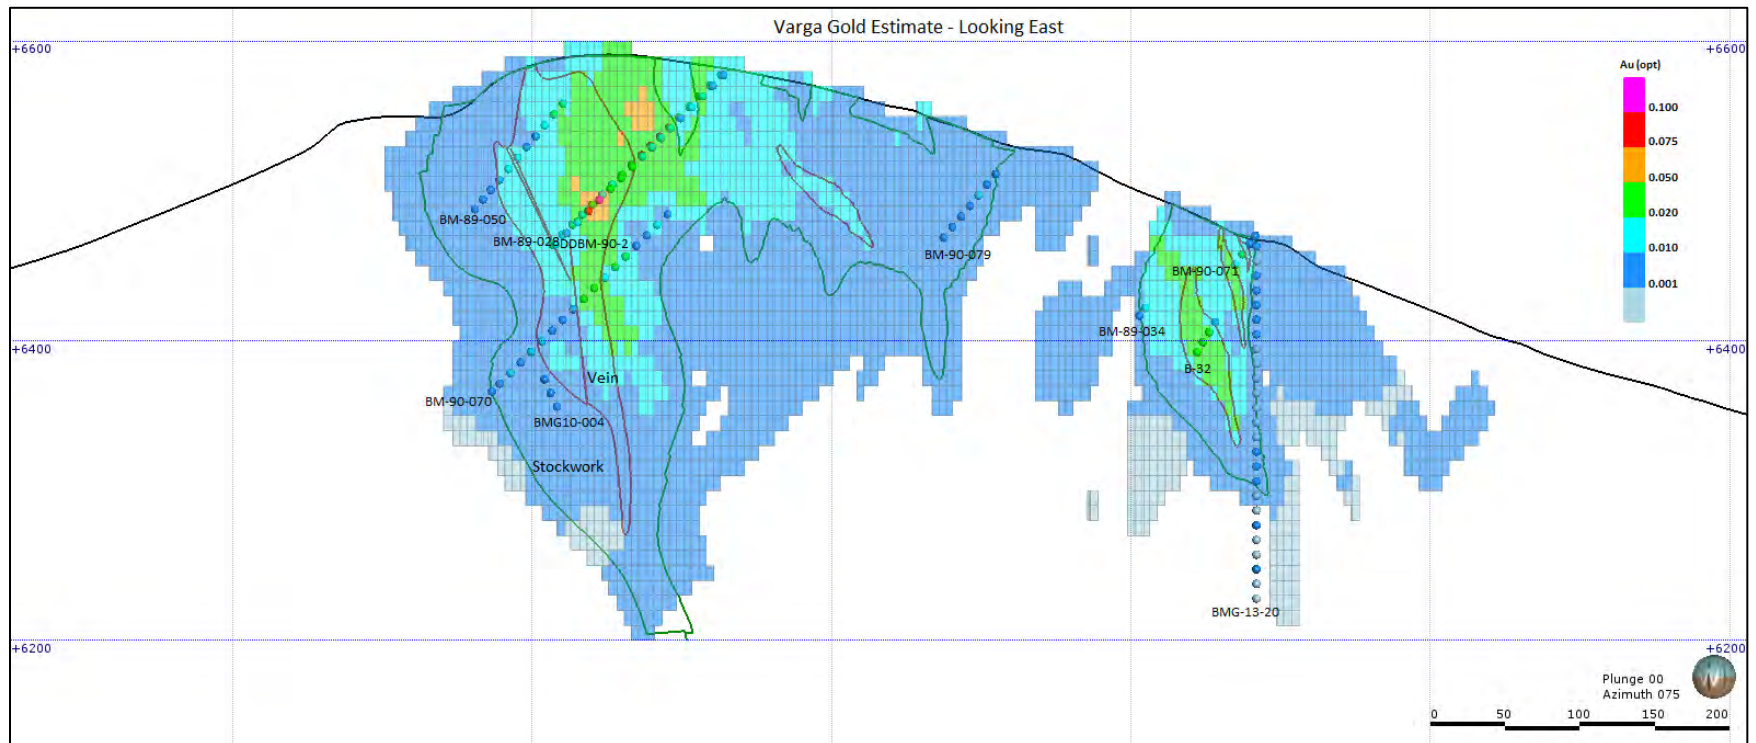 Varga Gold Estimate - Looking East
+6600
+6600
Au (opt)
0.100
0.075
0.050
0.020
0.010
0.001
BM-89-050
BM-89-028
DDBM-90-2
BM-90-079
BM-90-071
BM-89-034
+6400
+6400
B-32
Vein
BM-90-070
BMG10-004
Stockwork
BMG-13-20
+6200
+6200
Plunge 00
Azimuth 075
0 50 100 150 200